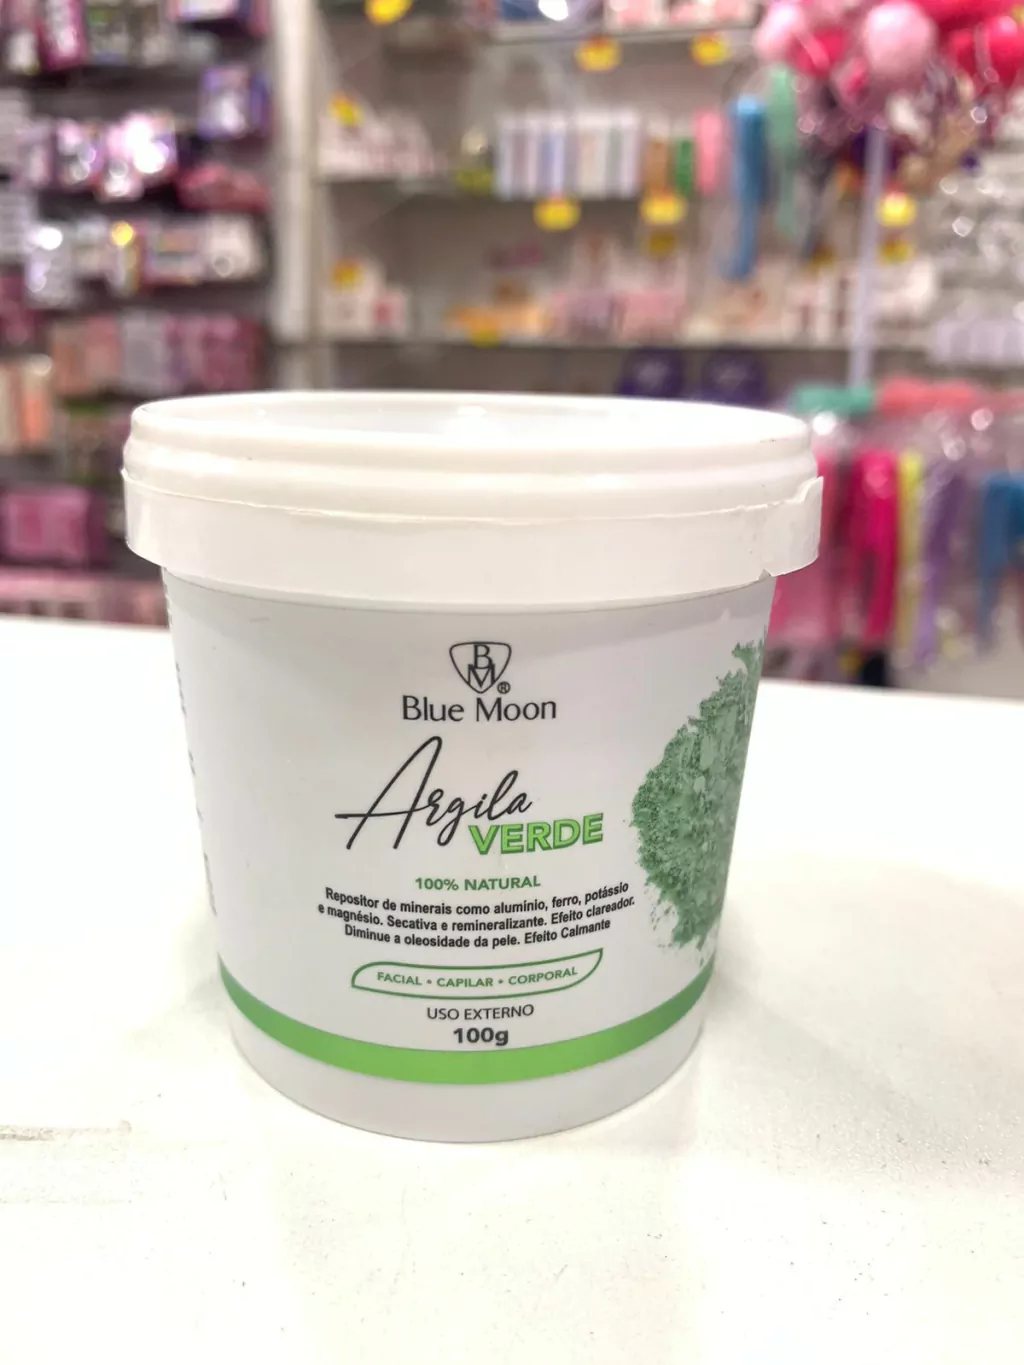 BM®
Blue Moon
Argila
VERDE
100% NATURAL
Repositor de minerais como alumínio, ferro, potássio
e magnésio. Secativa e remineralizante. Efeito clareador.
Diminue a oleosidade da pele. Efeito Calmante
FACIAL • CAPILAR • CORPORAL
USO EXTERNO
100g